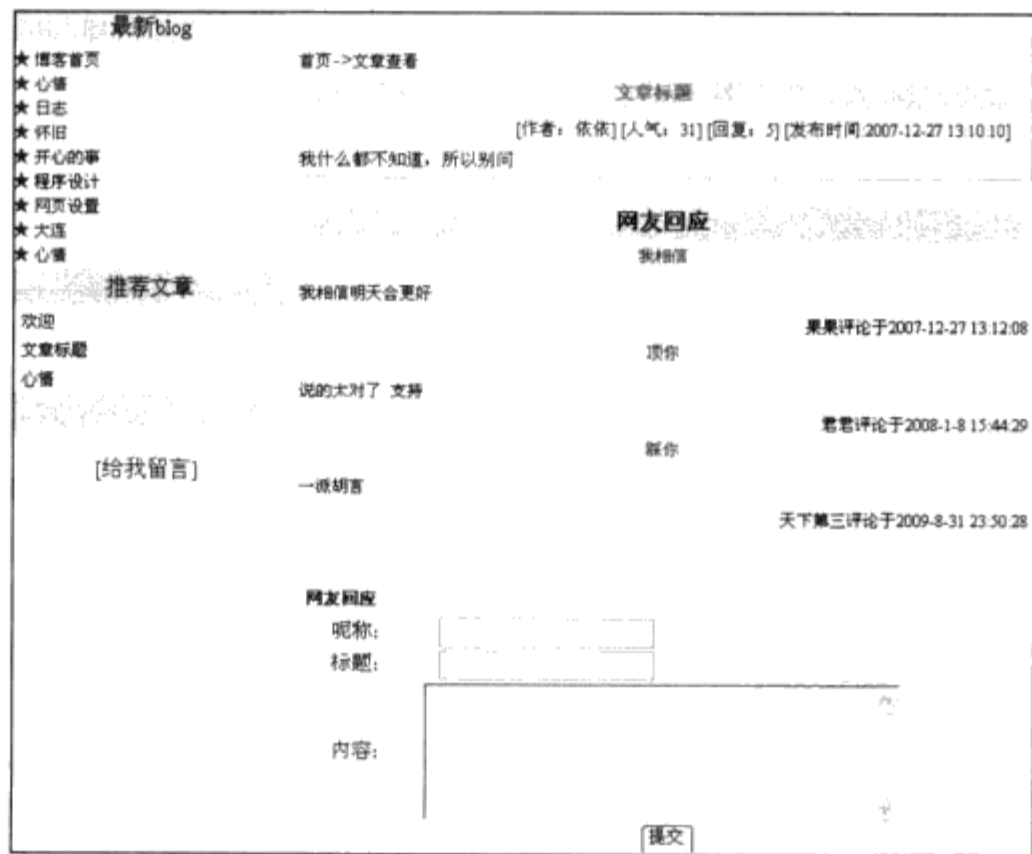 最新blog
★ 博客首页
★ 心情
★ 日志
★ 怀旧
★ 开心的事
★ 程序设计
★ 网页设置
★ 大连
★ 心情
推荐文章
欢迎
文章标题
心情
[给我留言]
首页->文章查看
文章标题
[作者：依依] [人气：31] [回复：5] [发布时间:2007-12-27 13:10:10]
我什么都不知道，所以别问
网友回应
我相信
我相信明天会更好
果果评论于2007-12-27 13:12:08
顶你
说的太对了 支持
君君评论于2008-1-8 15:44:29
踩你
一派胡言
天下第三评论于2009-8-31 23:50:28
网友回应
昵称：
标题：
内容：
提交